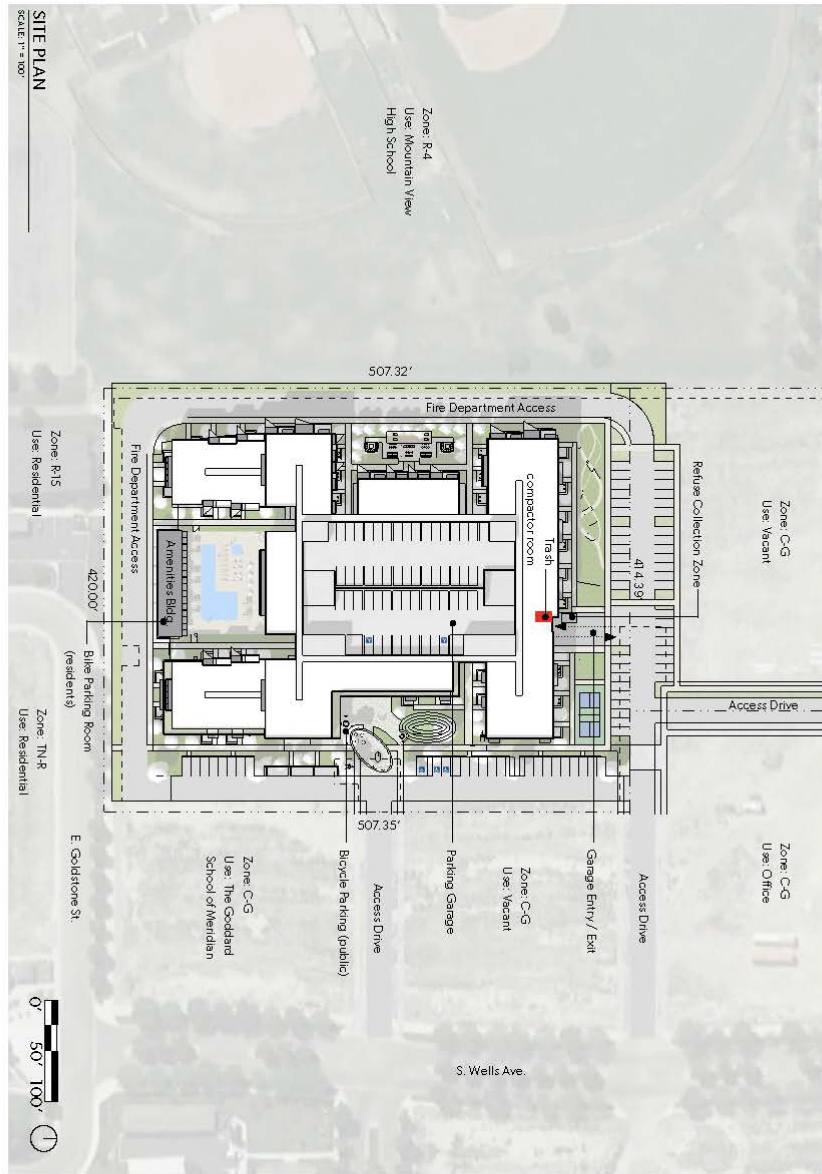 SITE PLAN
SCALE: 1" = 100'
Zone: R-4
Use: Mountain View
High School
507.32'
Fire Department Access
Zone: R-15
Use: Residential
Fire Department Access
Amenities Bldg
420.00'
Bike Parking Room
(residents)
Trash
compactor room
414.39'
Refuse Collection Zone
Zone: C-G
Use: Vacant
Access Drive
Zone: TN-R
Use: Residential
507.35'
E. Goldstone St.
Zone: C-G
Use: The Goddard
School of Meridian
Bicycle Parking (public)
Access Drive
Parking Garage
Zone: C-G
Use: Vacant
Garage Entry / Exit
Access Drive
Zone: C-G
Use: Office
S. Wells Ave.
0' 50' 100'